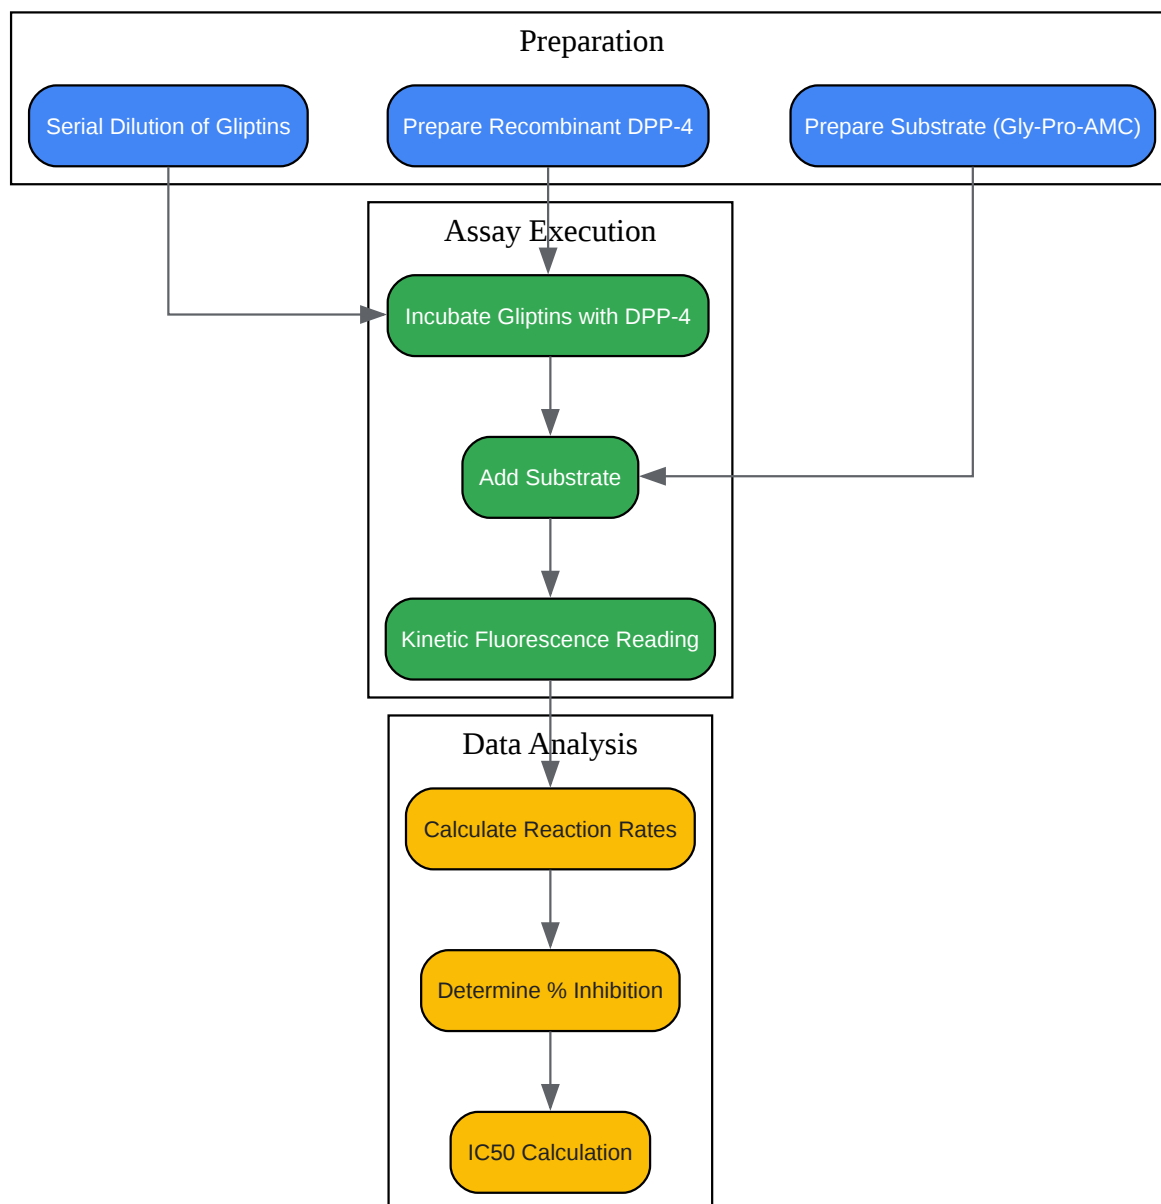 Preparation
Serial Dilution of Gliptins
Prepare Recombinant DPP-4
Prepare Substrate (Gly-Pro-AMC)
Assay Execution
Incubate Gliptins with DPP-4
Add Substrate
Kinetic Fluorescence Reading
Data Analysis
Calculate Reaction Rates
Determine % Inhibition
IC50 Calculation